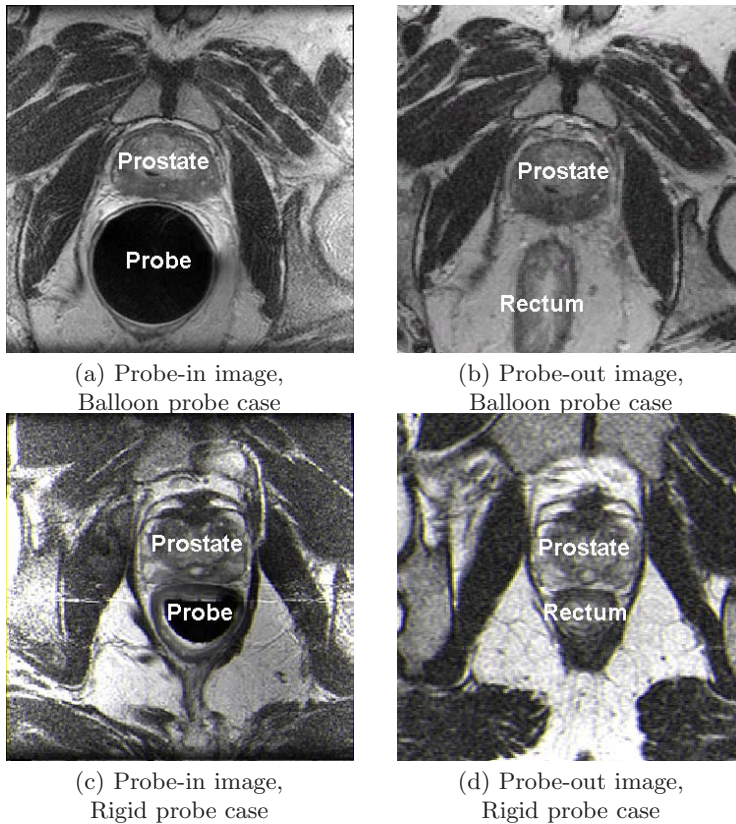 Prostate
Probe
Prostate
Rectum
(a) Probe-in image,
Balloon probe case
(b) Probe-out image,
Balloon probe case
Prostate
Probe
Prostate
Rectum
(c) Probe-in image,
Rigid probe case
(d) Probe-out image,
Rigid probe case